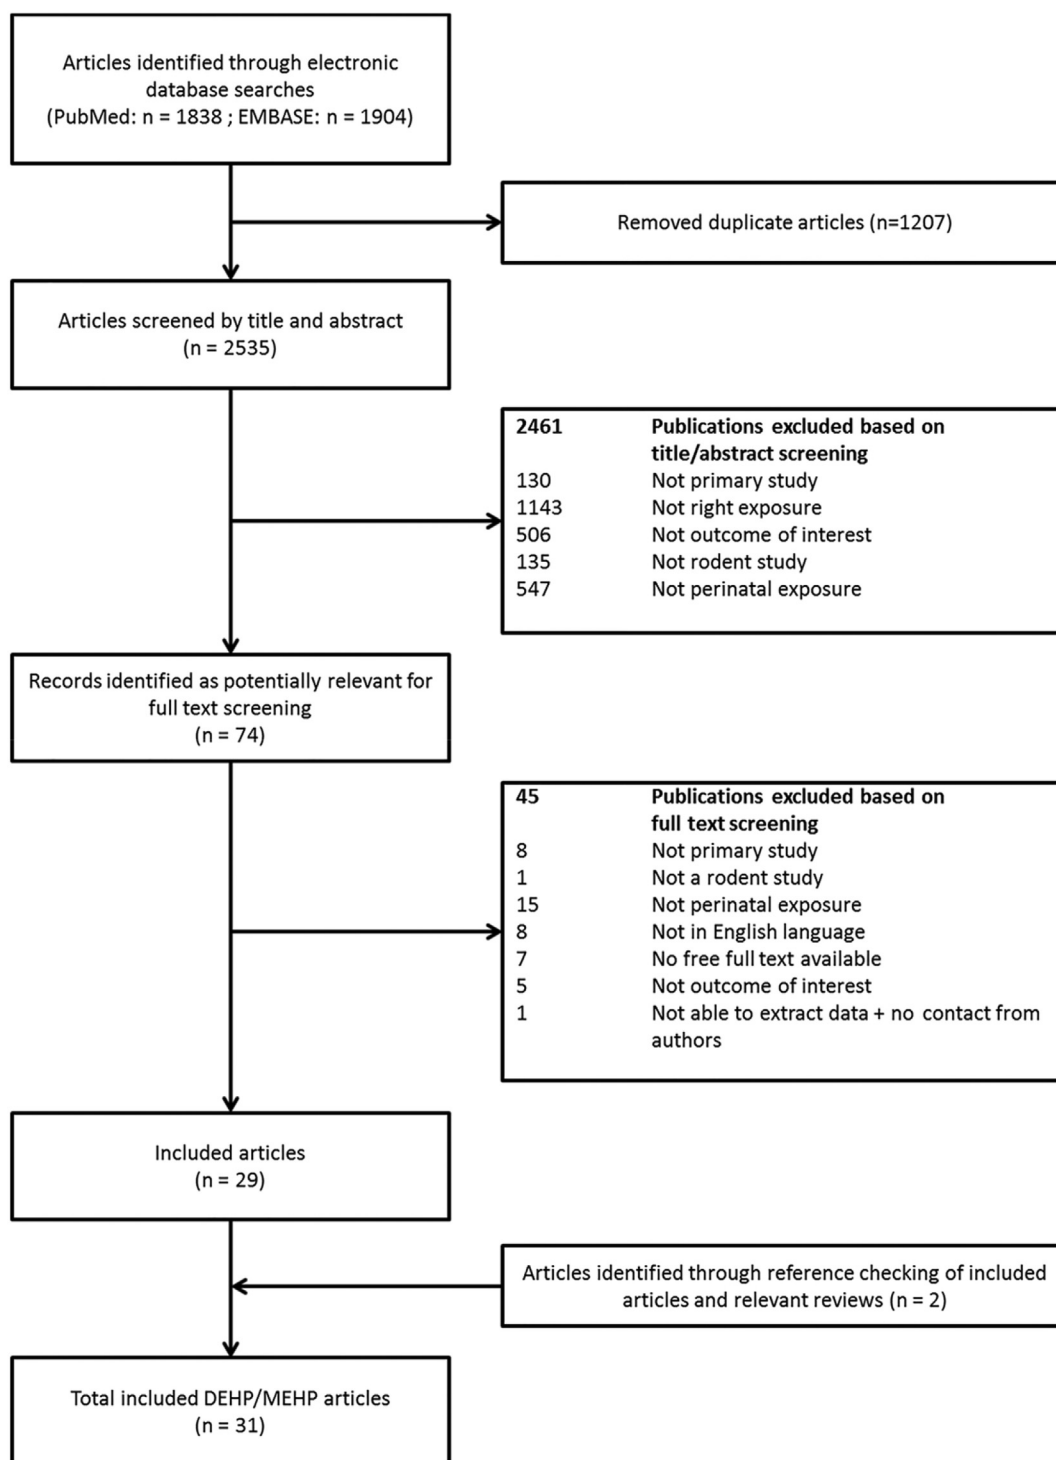 Articles identified through electronic
database searches
(PubMed: n = 1838 ; EMBASE: n = 1904)
Removed duplicate articles (n=1207)
Articles screened by title and abstract
(n = 2535)
2461 Publications excluded based on
title/abstract screening
130 Not primary study
1143 Not right exposure
506 Not outcome of interest
135 Not rodent study
547 Not perinatal exposure
Records identified as potentially relevant for
full text screening
(n = 74)
45 Publications excluded based on
full text screening
8 Not primary study
1 Not a rodent study
15 Not perinatal exposure
8 Not in English language
7 No free full text available
5 Not outcome of interest
1 Not able to extract data + no contact from
authors
Included articles
(n = 29)
Articles identified through reference checking of included
articles and relevant reviews (n = 2)
Total included DEHP/MEHP articles
(n = 31)